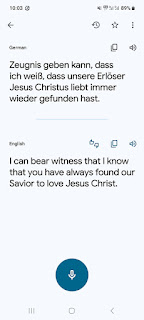 10:03
82%
German
Zeugnis geben kann, dass
ich weiß, dass unsere Erlöser
Jesus Christus liebt immer
wieder gefunden hast.
English
I can bear witness that I know
that you have always found our
Savior to love Jesus Christ.